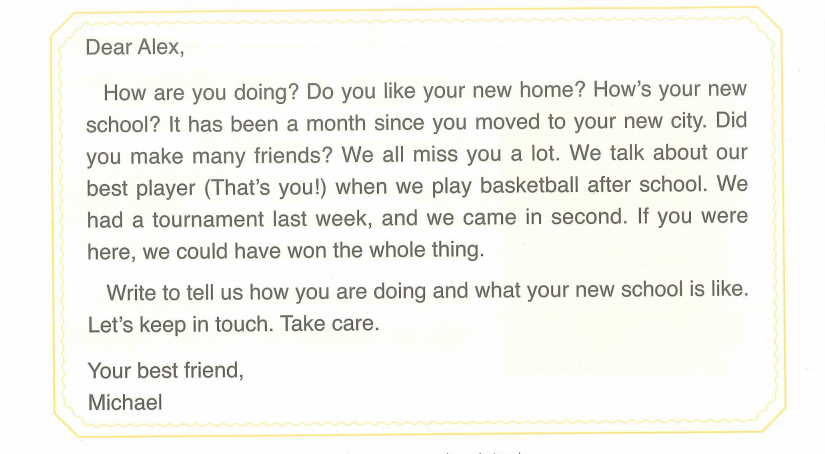 Dear Alex,
How are you doing? Do you like your new home? How's your new
school? It has been a month since you moved to your new city. Did
you make many friends? We all miss you a lot. We talk about our
best player (That's you!) when we play basketball after school. We
had a tournament last week, and we came in second. If you were
here, we could have won the whole thing.
Write to tell us how you are doing and what your new school is like.
Let's keep in touch. Take care.
Your best friend,
Michael